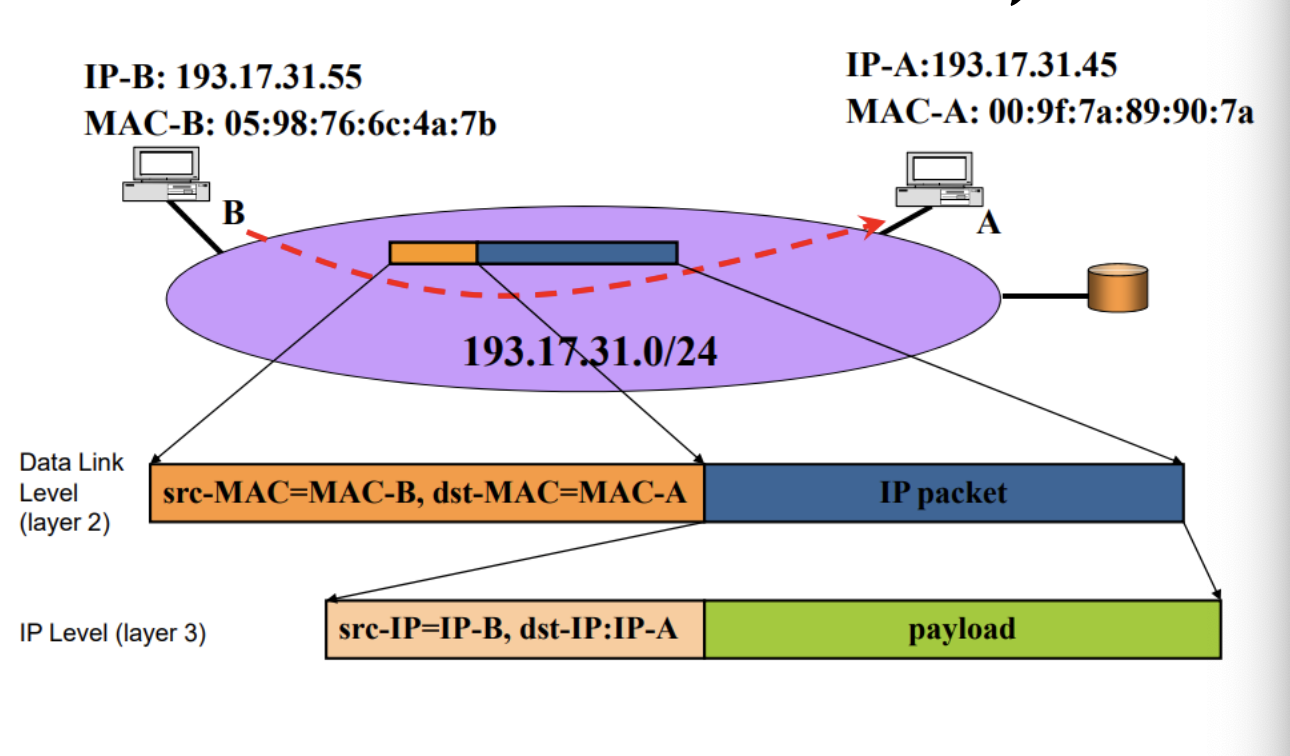 IP-B: 193.17.31.55
MAC-B: 05:98:76:6c:4a:7b
IP-A:193.17.31.45
MAC-A: 00:9f:7a:89:90:7a
B
A
193.17.31.0/24
Data Link
Level
(layer 2)
src-MAC=MAC-B, dst-MAC=MAC-A
IP packet
IP Level (layer 3)
src-IP=IP-B, dst-IP:IP-A
payload